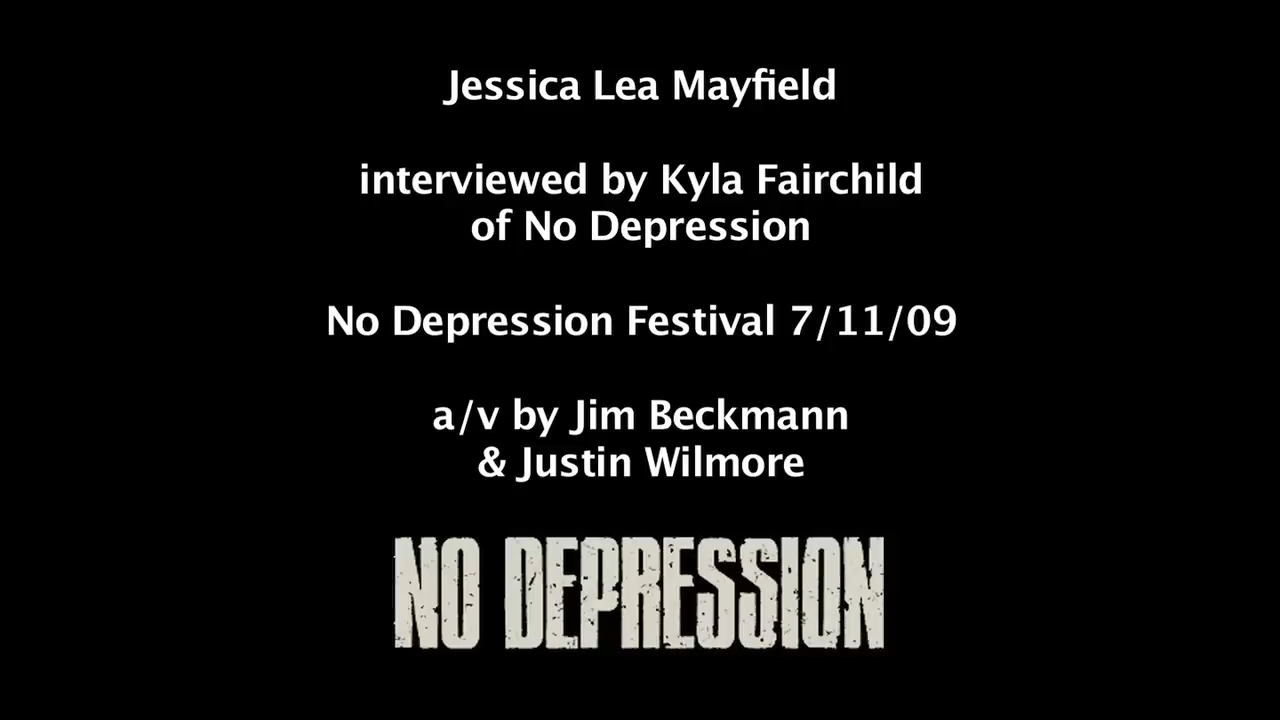 Jessica Lea Mayfield
interviewed by Kyla Fairchild
of No Depression
No Depression Festival 7/11/09
a/v by Jim Beckmann
& Justin Wilmore
NO DEPRESSION